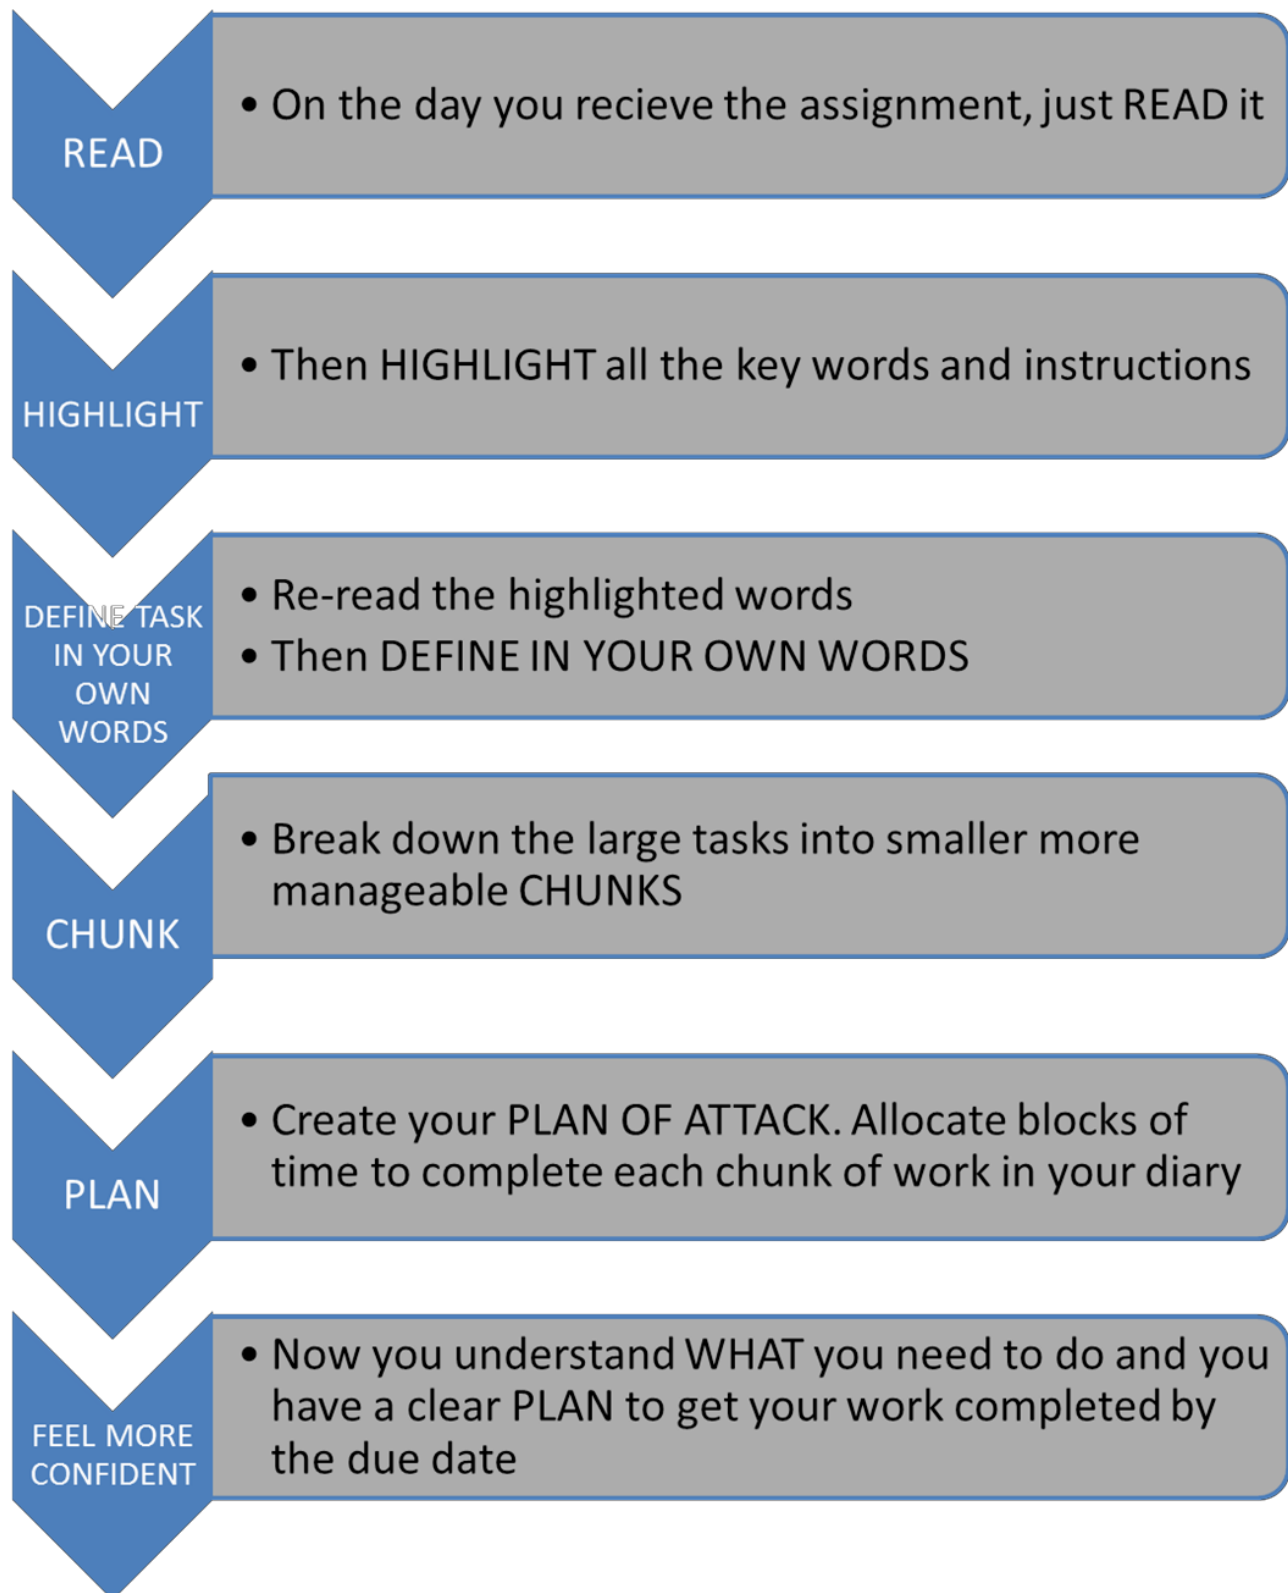 READ
• On the day you recieve the assignment, just READ it
HIGHLIGHT
• Then HIGHLIGHT all the key words and instructions
DEFINE TASK
IN YOUR
OWN
WORDS
• Re-read the highlighted words
• Then DEFINE IN YOUR OWN WORDS
CHUNK
• Break down the large tasks into smaller more
manageable CHUNKS
PLAN
• Create your PLAN OF ATTACK. Allocate blocks of
time to complete each chunk of work in your diary
FEEL MORE
CONFIDENT
• Now you understand WHAT you need to do and you
have a clear PLAN to get your work completed by
the due date